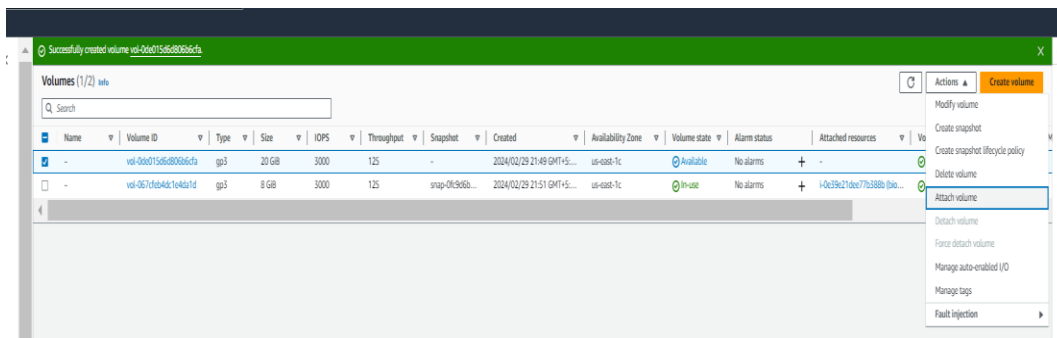 Successfully created volume vol-0de015d6d806b6cfa.
Volumes (1/2) Info
Actions
Create volume
Search
Name Volume ID Type Size IOPS Throughput Snapshot Created Availability Zone Volume state Alarm status Attached resources Vo
- vol-0de015d6d806b6cfa gp3 20 GiB 3000 125 - 2024/02/29 21:49 GMT+5:... us-east-1c Available No alarms + -
- vol-067cfeb4dc1e4da1d gp3 8 GiB 3000 125 snap-0fc9d6b... 2024/02/29 21:51 GMT+5:... us-east-1c In-use No alarms + i-0e39e21dee77b388b (bio...
Modify volume
Create snapshot
Create snapshot lifecycle policy
Delete volume
Attach volume
Detach volume
Force detach volume
Manage auto-enabled I/O
Manage tags
Fault injection